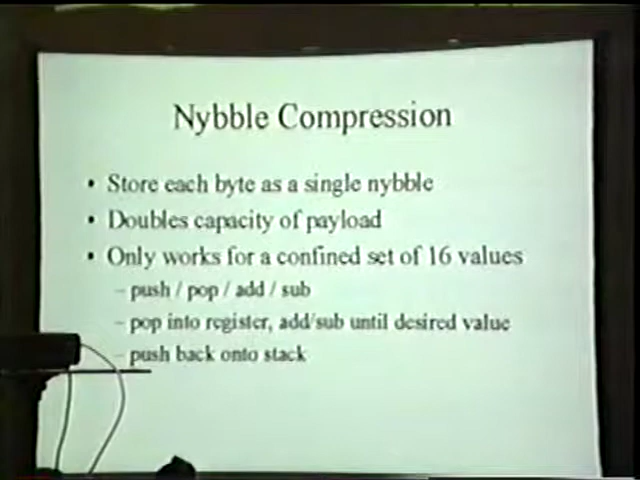 Nybble Compression
• Store each byte as a single nybble
• Doubles capacity of payload
• Only works for a confined set of 16 values
– push / pop / add / sub
– pop into register, add/sub until desired value
– push back onto stack